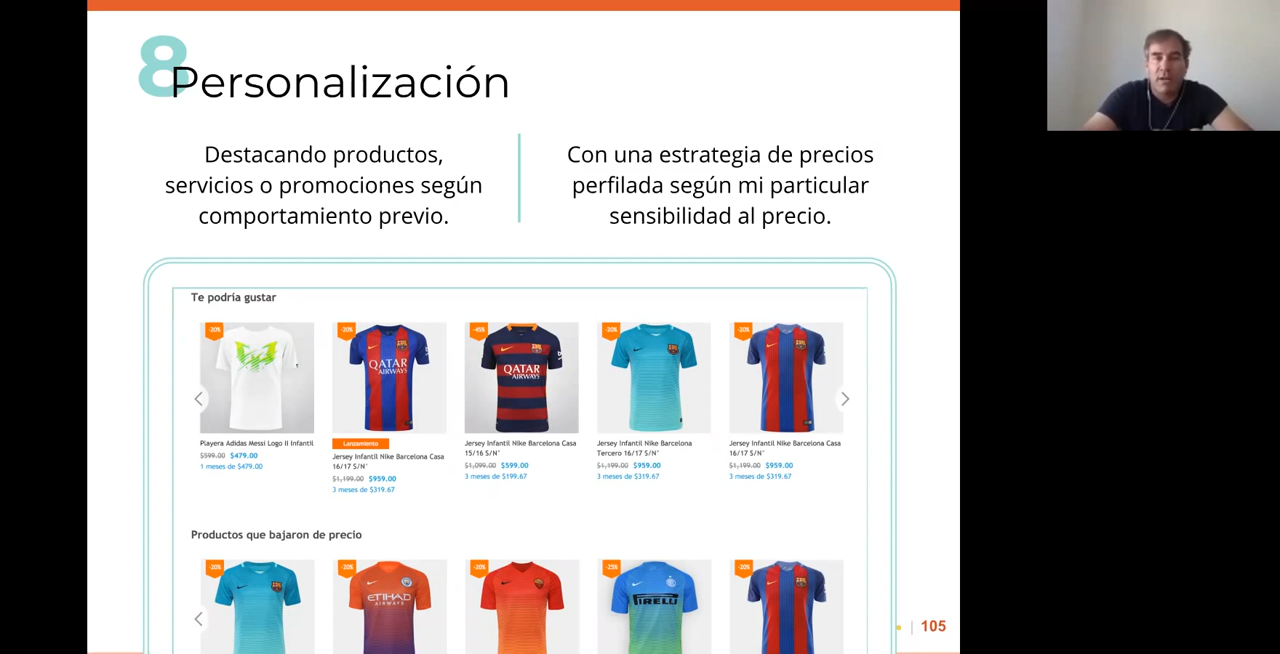 8
Personalización
Destacando productos,
servicios o promociones según
comportamiento previo.
Con una estrategia de precios
perfilada según mi particular
sensibilidad al precio.
Te podría gustar
-20% -20% -45% -20% -20%
QATAR
AIRWAYS
QATAR
AIRWAYS
Playera Adidas Messi Logo II Infantil
$599.00 $479.00
1 meses de $479.00
Lanzamiento
Jersey Infantil Nike Barcelona Casa
16/17 S/N°
$1,199.00 $959.00
3 meses de $319.67
Jersey Infantil Nike Barcelona Casa
15/16 S/N°
$1,099.00 $599.00
3 meses de $199.67
Jersey Infantil Nike Barcelona
Tercero 16/17 S/N°
$1,199.00 $959.00
3 meses de $319.67
Jersey Infantil Nike Barcelona Casa
16/17 S/N°
$1,199.00 $959.00
3 meses de $319.67
Productos que bajaron de precio
-20% -20% -20% -25% -20%
ETIHAD
AIRWAYS
PIRELLI
105